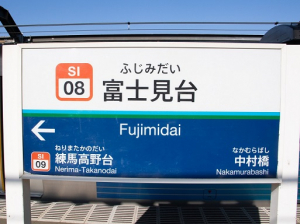 SI
08
ふじみだい
富士見台
Fujimidai
SI
09
ねりまたかのだい
練馬高野台
Nerima-Takanodai
なかむらばし
中村橋
Nakamurabashi